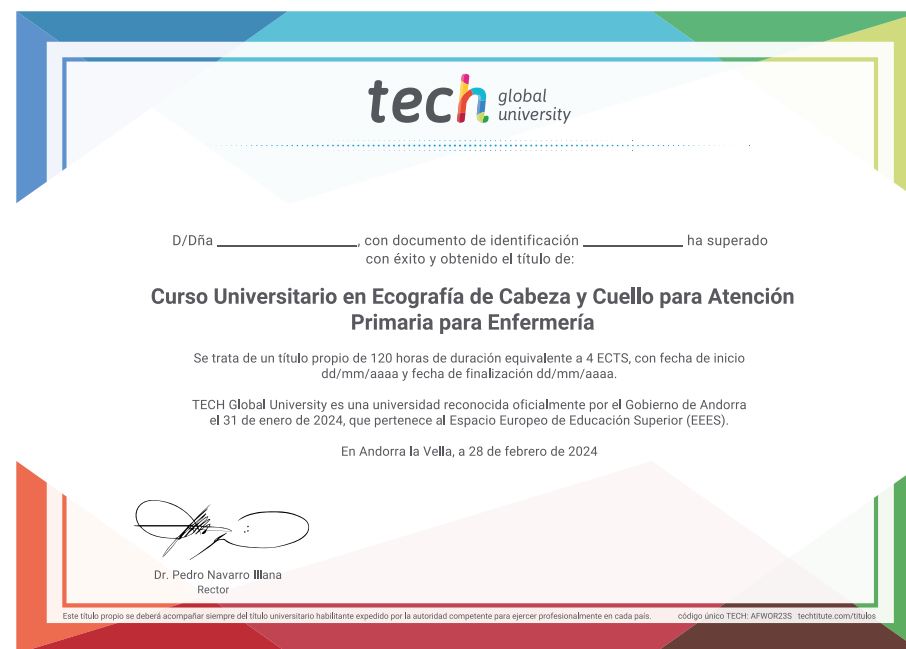 tech global university
D/Dña ______________, con documento de identificación __________ ha superado
con éxito y obtenido el título de:
Curso Universitario en Ecografía de Cabeza y Cuello para Atención
Primaria para Enfermería
Se trata de un título propio de 120 horas de duración equivalente a 4 ECTS, con fecha de inicio
dd/mm/aaaa y fecha de finalización dd/mm/aaaa.
TECH Global University es una universidad reconocida oficialmente por el Gobierno de Andorra
el 31 de enero de 2024, que pertenece al Espacio Europeo de Educación Superior (EEES).
En Andorra la Vella, a 28 de febrero de 2024
Dr. Pedro Navarro Illana
Rector
Este título propio se deberá acompañar siempre del título universitario habilitante expedido por la autoridad competente para ejercer profesionalmente en cada país. código único TECH: AFWOR23S techtitute.com/titulos